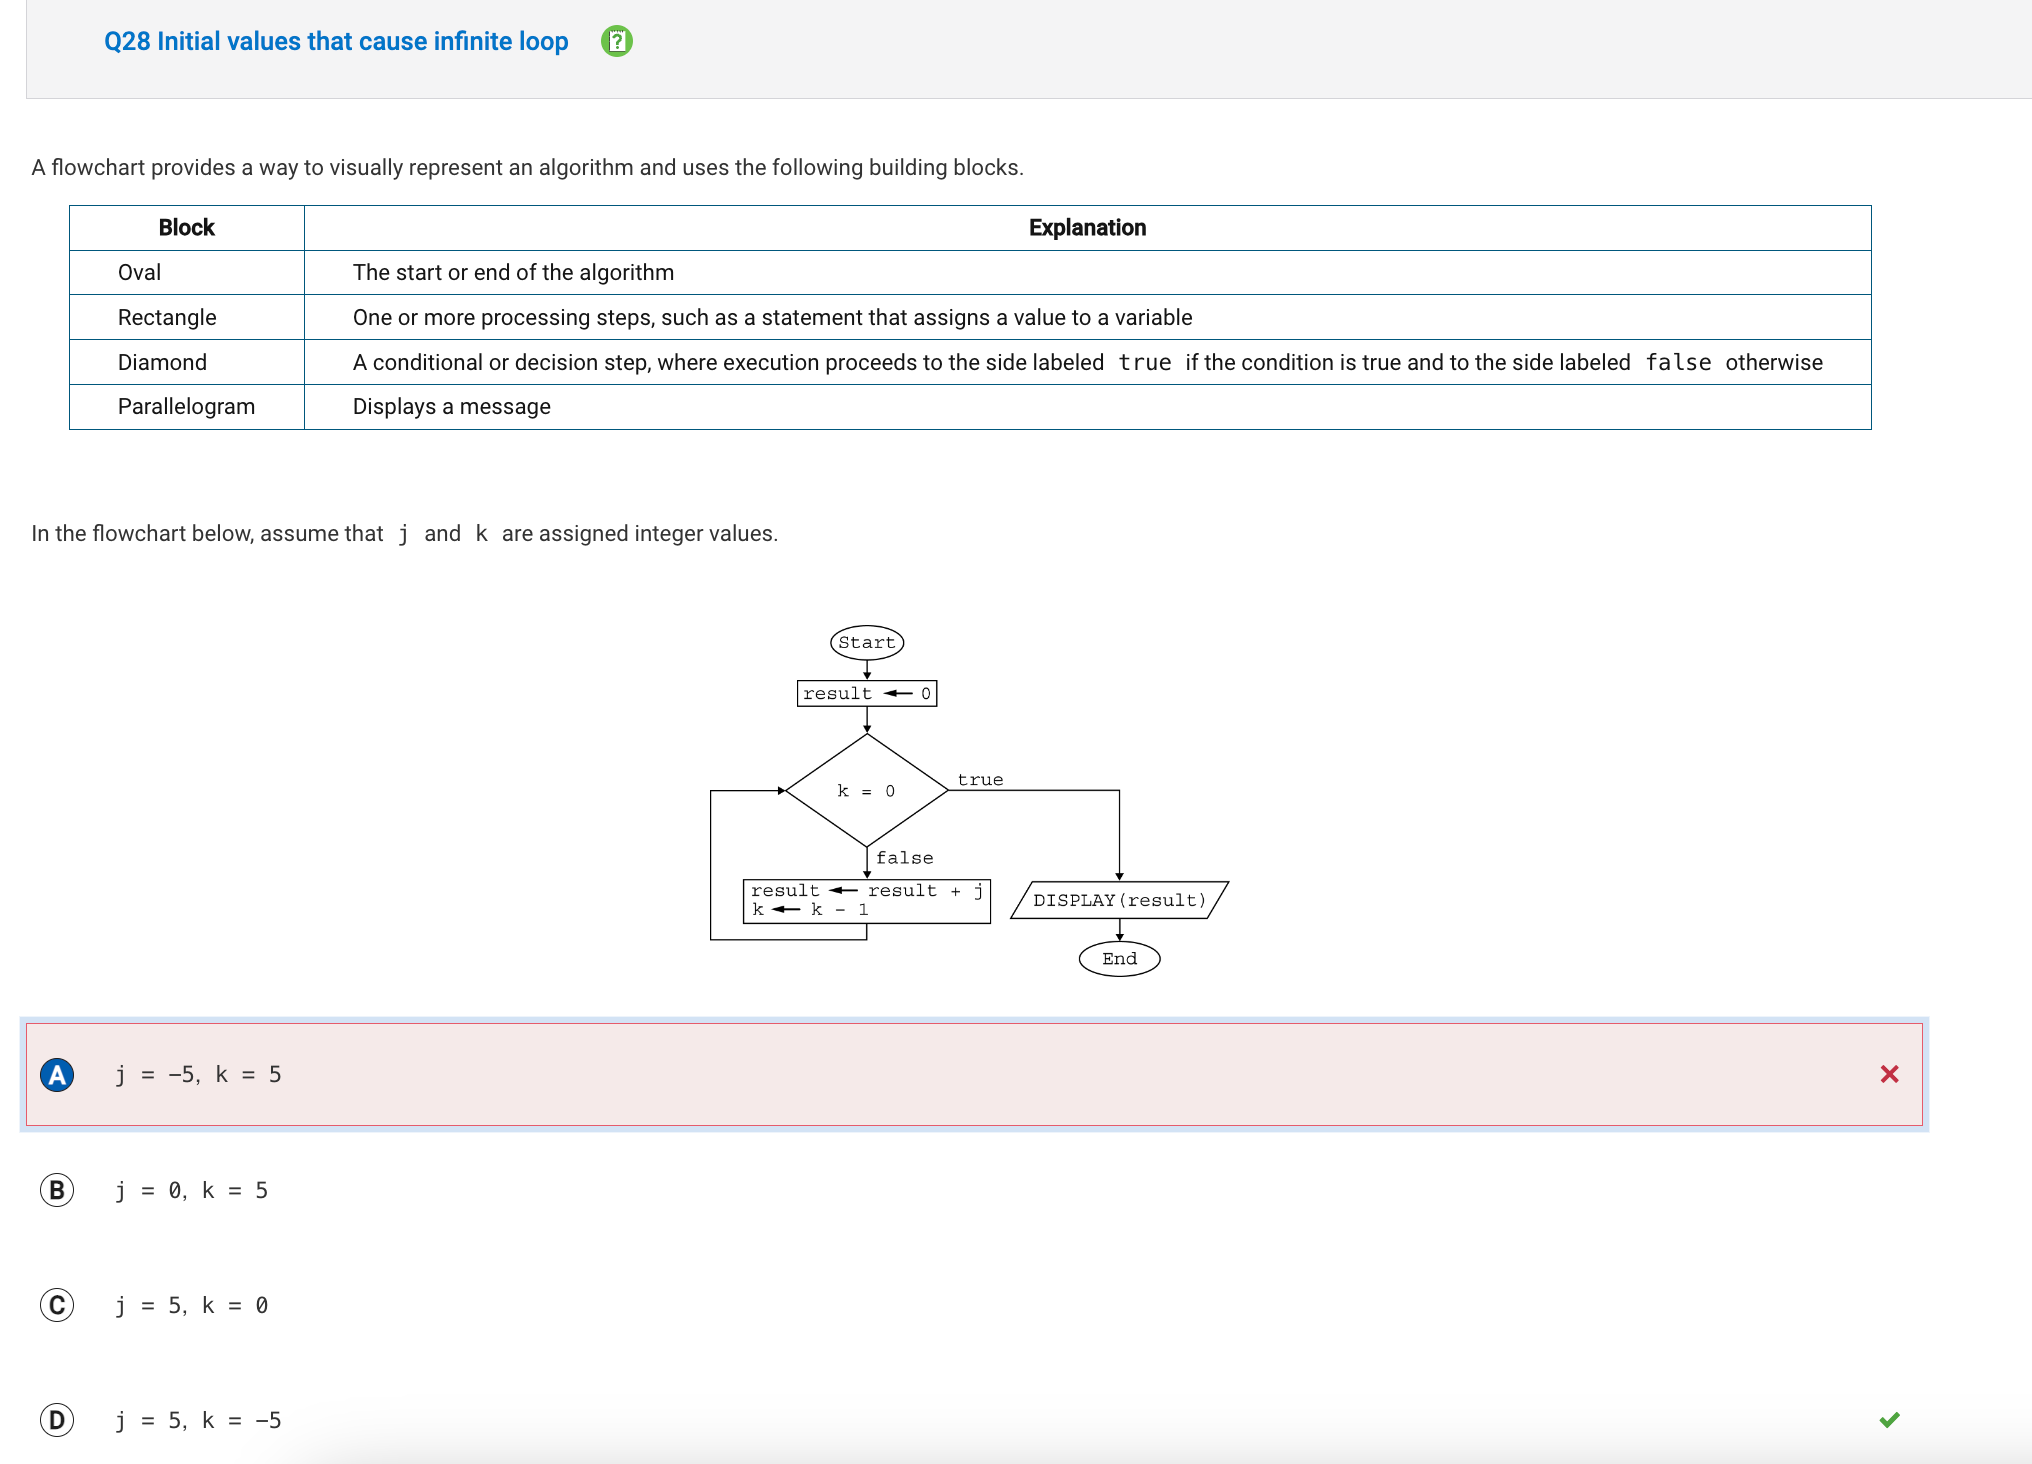 Q28 Initial values that cause infinite loop
?
A flowchart provides a way to visually represent an algorithm and uses the following building blocks.
Block Explanation
Oval The start or end of the algorithm
Rectangle One or more processing steps, such as a statement that assigns a value to a variable
Diamond A conditional or decision step, where execution proceeds to the side labeled true if the condition is true and to the side labeled false otherwise
Parallelogram Displays a message
In the flowchart below, assume that j and k are assigned integer values.
Start
result ← 0
k = 0
true
false
result ← result + j
k ← k - 1
DISPLAY(result)
End
A j = -5, k = 5
B j = 0, k = 5
C j = 5, k = 0
D j = 5, k = -5